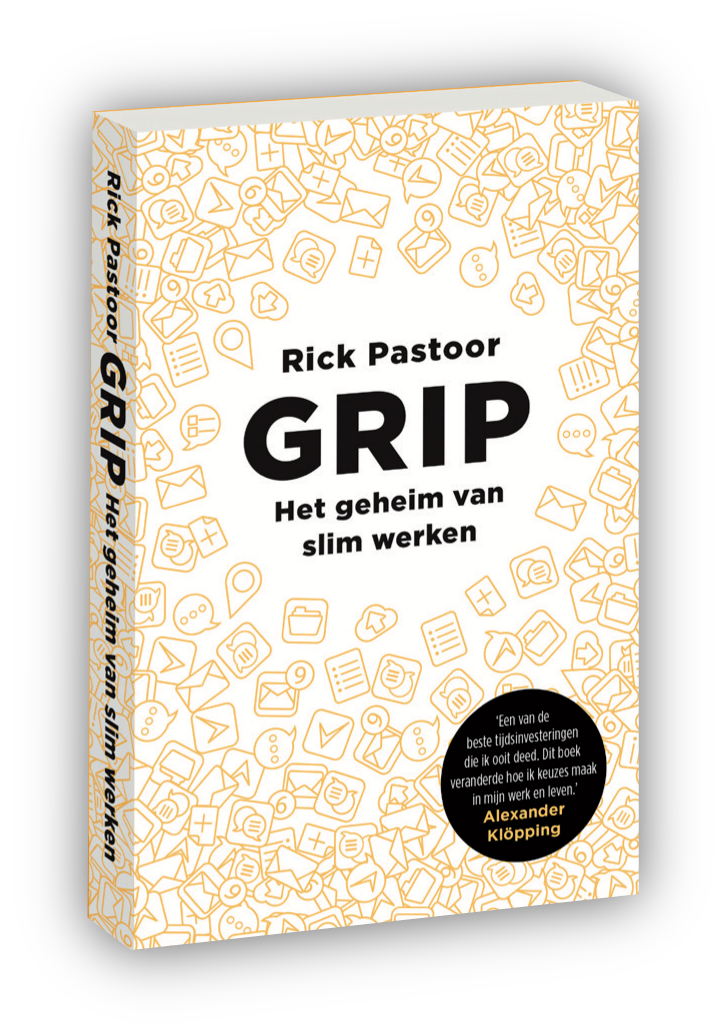 Rick Pastoor GRIP Het geheim van slim werken
Rick Pastoor
GRIP
Het geheim van
slim werken
‘Een van de
beste tijdsinvesteringen
die ik ooit deed. Dit boek
veranderde hoe ik keuzes maak
in mijn werk en leven.’
Alexander
Klöpping